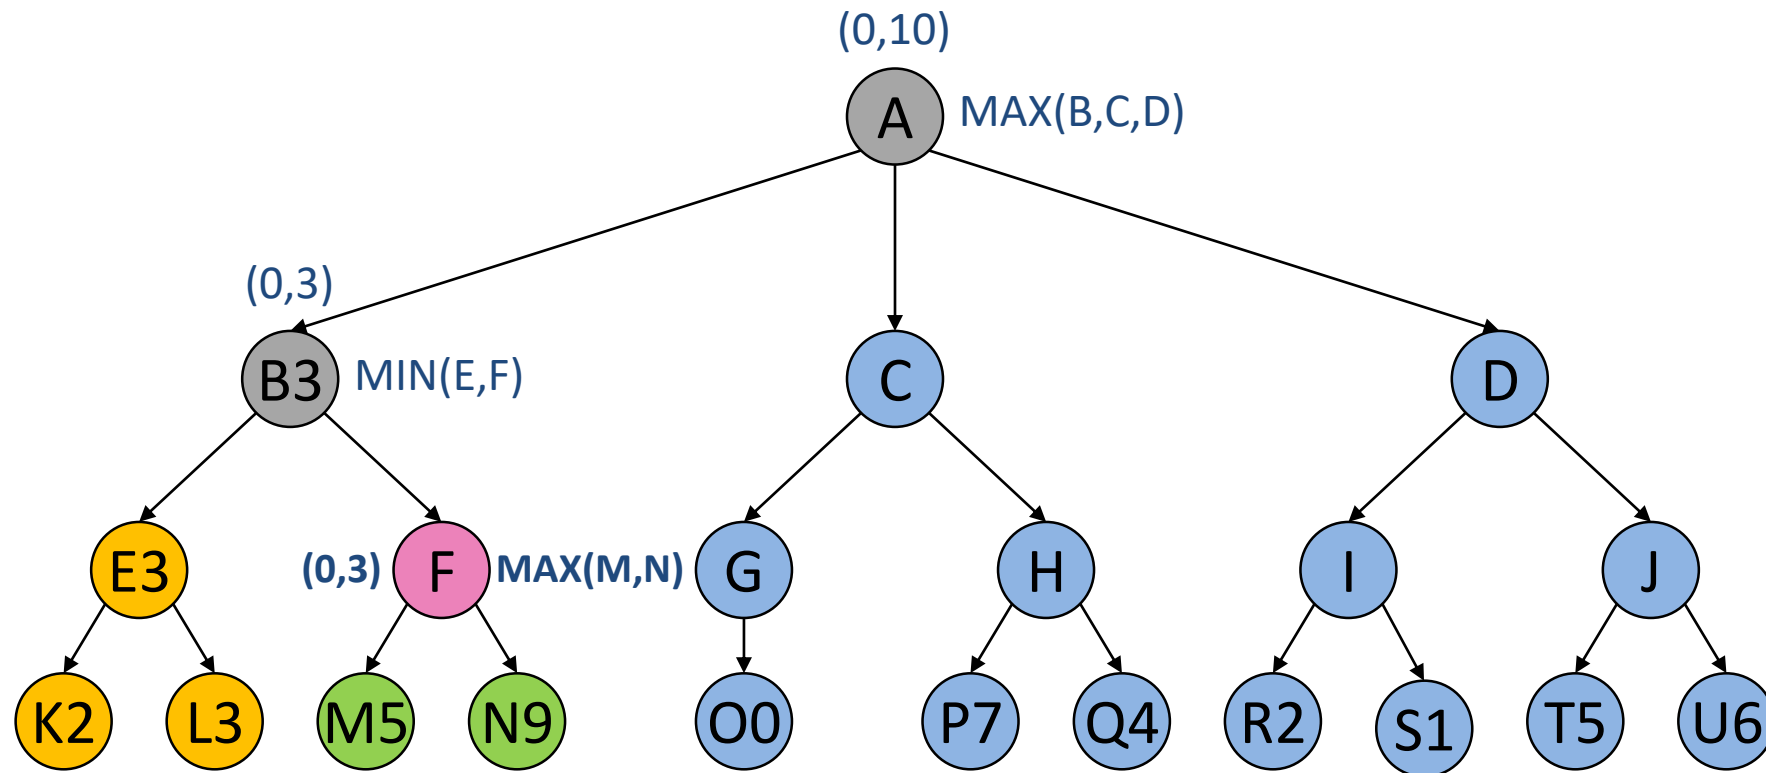 (0,10)
A MAX(B,C,D)
(0,3)
B3 MIN(E,F) C D
E3 (0,3) F MAX(M,N) G H I J
K2 L3 M5 N9 O0 P7 Q4 R2 S1 T5 U6